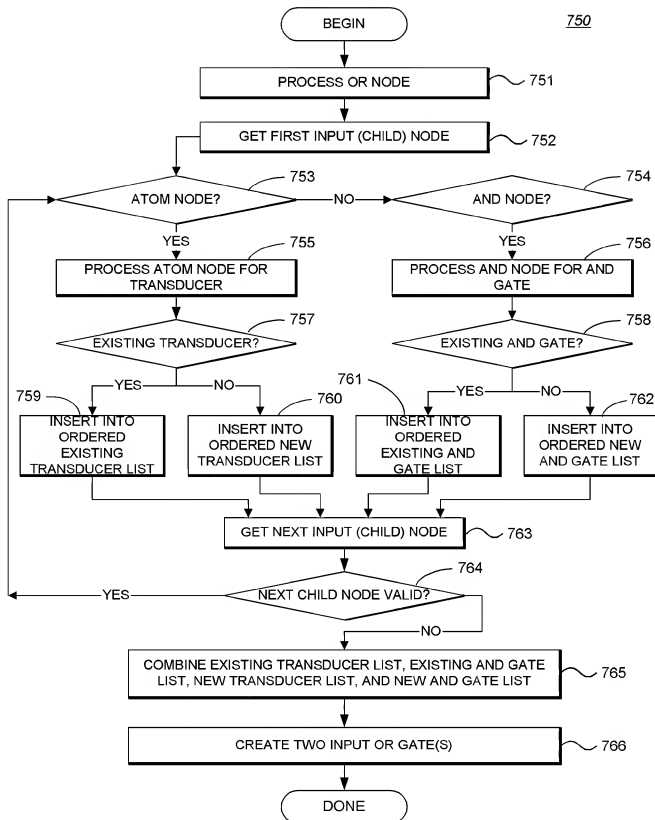 BEGIN
750
PROCESS OR NODE
751
GET FIRST INPUT (CHILD) NODE
752
753
754
ATOM NODE?
NO
AND NODE?
YES
755
YES
756
PROCESS ATOM NODE FOR
TRANSDUCER
PROCESS AND NODE FOR AND
GATE
757
758
EXISTING TRANSDUCER?
EXISTING AND GATE?
759
YES
NO
760
761
YES
NO
762
INSERT INTO
ORDERED
EXISTING
TRANSDUCER LIST
INSERT INTO
ORDERED NEW
TRANSDUCER LIST
INSERT INTO
ORDERED
EXISTING AND
GATE LIST
INSERT INTO
ORDERED NEW
AND GATE LIST
GET NEXT INPUT (CHILD) NODE
763
764
YES
NEXT CHILD NODE VALID?
NO
COMBINE EXISTING TRANSDUCER LIST, EXISTING AND GATE
LIST, NEW TRANSDUCER LIST, AND NEW AND GATE LIST
765
CREATE TWO INPUT OR GATE(S)
766
DONE